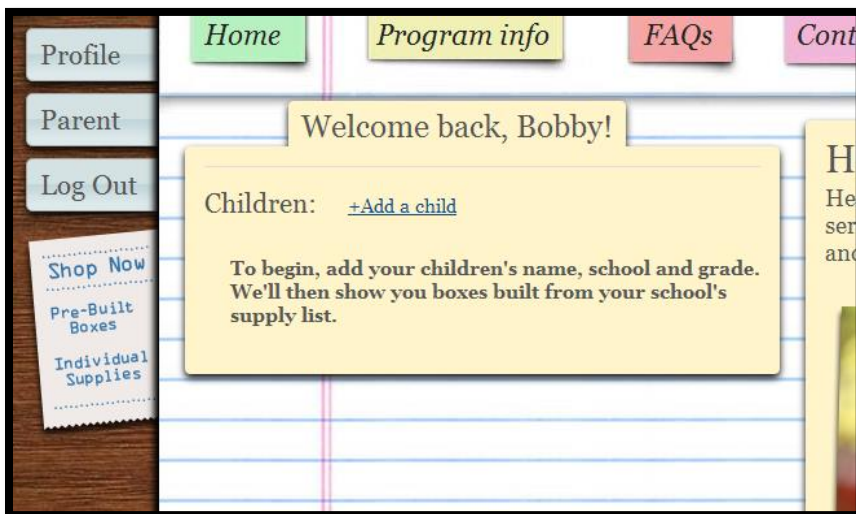 Home
Program info
FAQs
Profile
Parent
Log Out
Shop Now
Pre-Built
Boxes
Individual
Supplies
Welcome back, Bobby!
Children: +Add a child
To begin, add your children's name, school and grade.
We'll then show you boxes built from your school's
supply list.